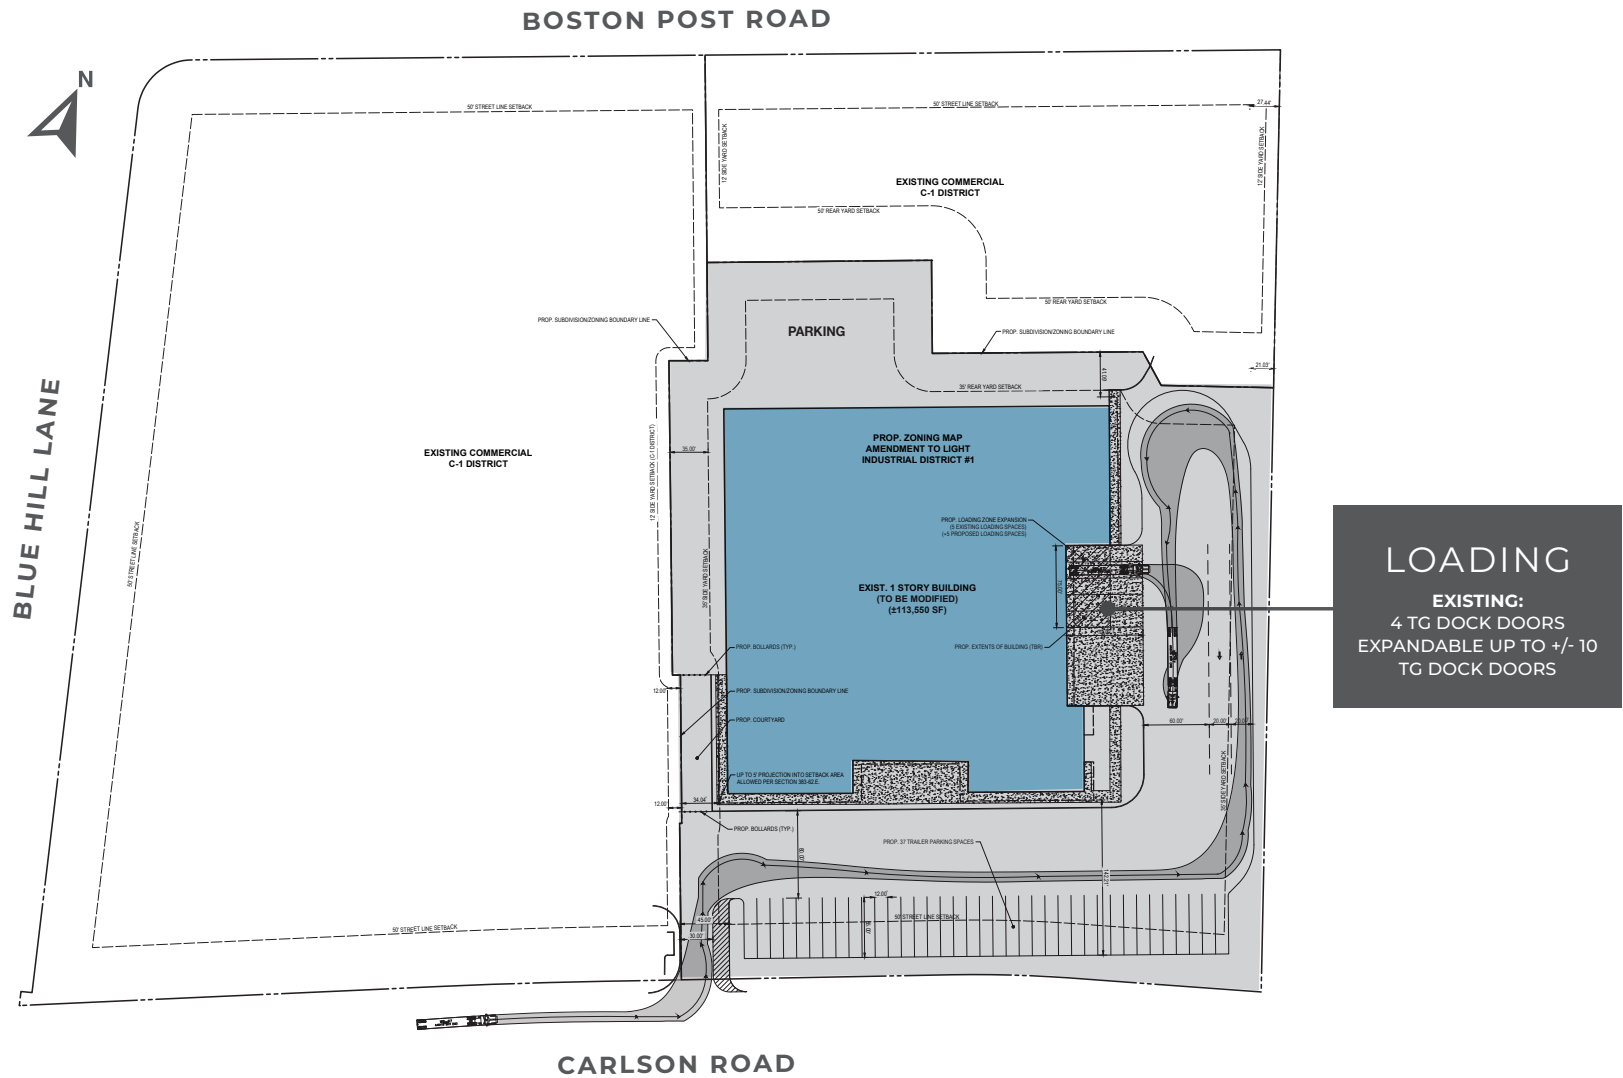 BOSTON POST ROAD
N
50' STREET LINE SETBACK
50' STREET LINE SETBACK
27.44'
12' SIDE YARD SETBACK
12' SIDE YARD SETBACK
EXISTING COMMERCIAL
C-1 DISTRICT
50' REAR YARD SETBACK
50' REAR YARD SETBACK
PROP. SUBDIVISION/ZONING BOUNDARY LINE
PARKING
PROP. SUBDIVISION/ZONING BOUNDARY LINE
21.03'
41.09'
35' REAR YARD SETBACK
BLUE HILL LANE
EXISTING COMMERCIAL
C-1 DISTRICT
12' SIDE YARD SETBACK (C-1 DISTRICT)
35.00'
PROP. ZONING MAP
AMENDMENT TO LIGHT
INDUSTRIAL DISTRICT #1
PROP. LOADING ZONE EXPANSION
(5 EXISTING LOADING SPACES)
(+5 PROPOSED LOADING SPACES)
50' STREET LINE SETBACK
35' SIDE YARD SETBACK
75.00'
EXIST. 1 STORY BUILDING
(TO BE MODIFIED)
(±113,550 SF)
LOADING
EXISTING:
4 TG DOCK DOORS
EXPANDABLE UP TO +/- 10
TG DOCK DOORS
PROP. BOLLARDS (TYP.)
PROP. EXTENTS OF BUILDING (TBR)
12.00'
PROP. SUBDIVISION/ZONING BOUNDARY LINE
PROP. COURTYARD
60.00'
20.00'
35' SIDE YARD SETBACK
UP TO 5' PROJECTION INTO SETBACK AREA
ALLOWED PER SECTION 383-62.E.
12.00'
34.04'
PROP. BOLLARDS (TYP.)
PROP. 37 TRAILER PARKING SPACES
60.00'
142.21'
12.00'
45.00'
50' STREET LINE SETBACK
50' STREET LINE SETBACK
30.00'
CARLSON ROAD